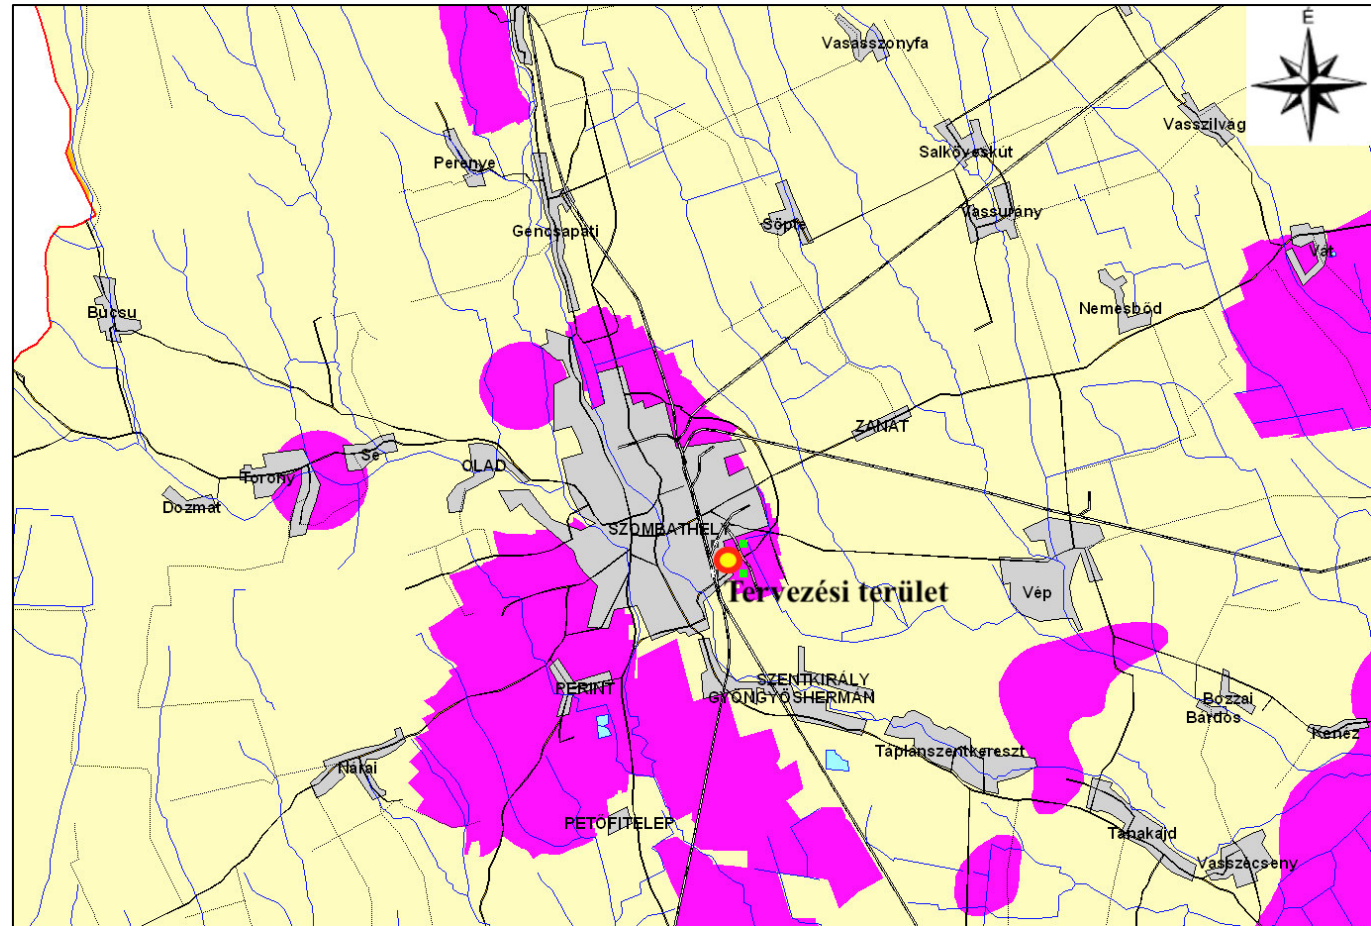 É
Vasasszonyfa
Vasszilvág
Salköveskút
Perenye
Vassurány
Söpte
Gencsapáti
Vát
Bucsu
Nemesbőd
ZANAT
Sé
OLAD
Torony
Dozmat
SZOMBATHELY
Tervezési terület
Vép
SZENTKIRÁLY
PERINT
GYÖNGYÖSHERMÁN
Bozzai
Bárdos
Kenéz
Táplánszentkereszt
Nárai
PETŐFITELEP
Tanakajd
Vasszécseny